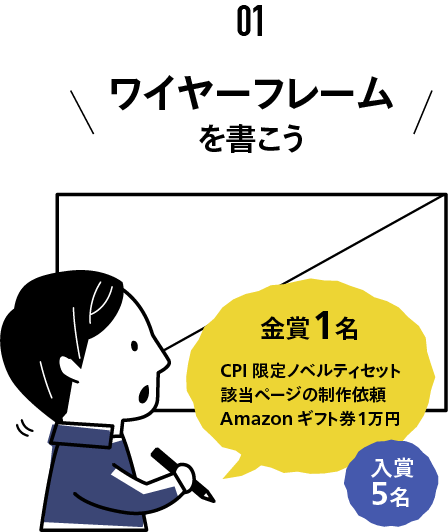 01
ワイヤーフレーム
を書こう
金賞1名
CPI 限定ノベルティセット
該当ページの制作依頼
Amazon ギフト券1万円
入賞
5名